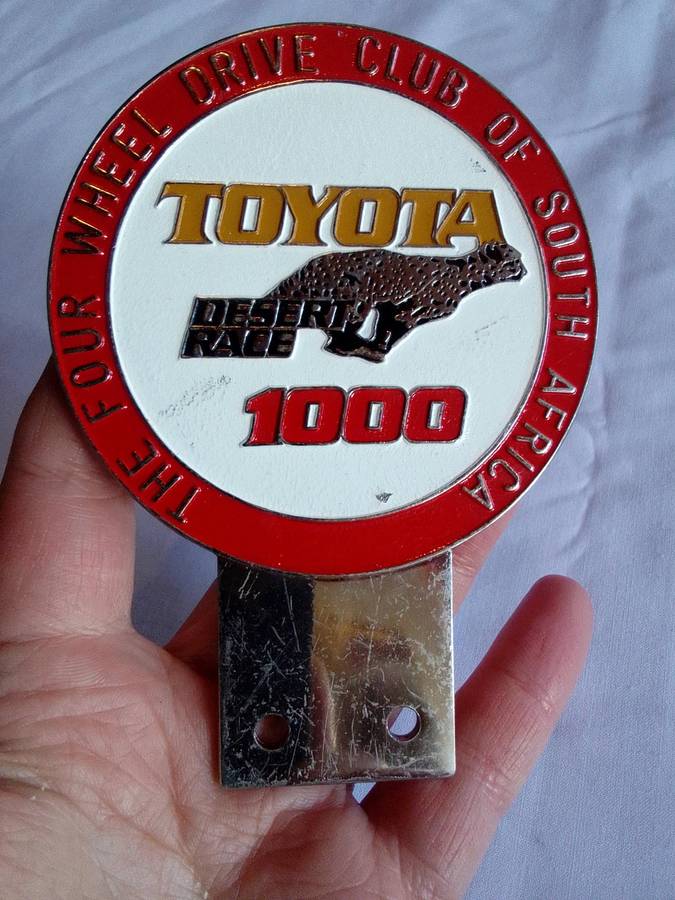 THE FOUR WHEEL DRIVE CLUB OF SOUTH AFRICA
TOYOTA
DESERT
RACE
1000